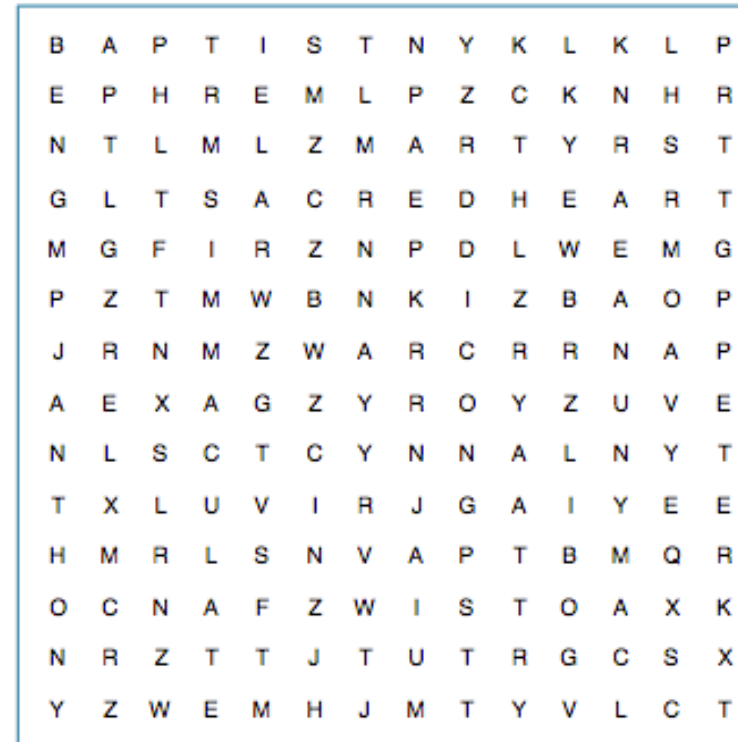 B A P T I S T N Y K L K L P
E P H R E M L P Z C K N H R
N T L M L Z M A R T Y R S T
G L T S A C R E D H E A R T
M G F I R Z N P D L W E M G
P Z T M W B N K I Z B A O P
J R N M Z W A R C R R N A P
A E X A G Z Y R O Y Z U V E
N L S C T C Y N N A L N Y T
T X L U V I R J G A I Y E E
H M R L S N V A P T B M Q R
O C N A F Z W I S T O A X K
N R Z T T J T U T R G C S X
Y Z W E M H J M T Y V L C T